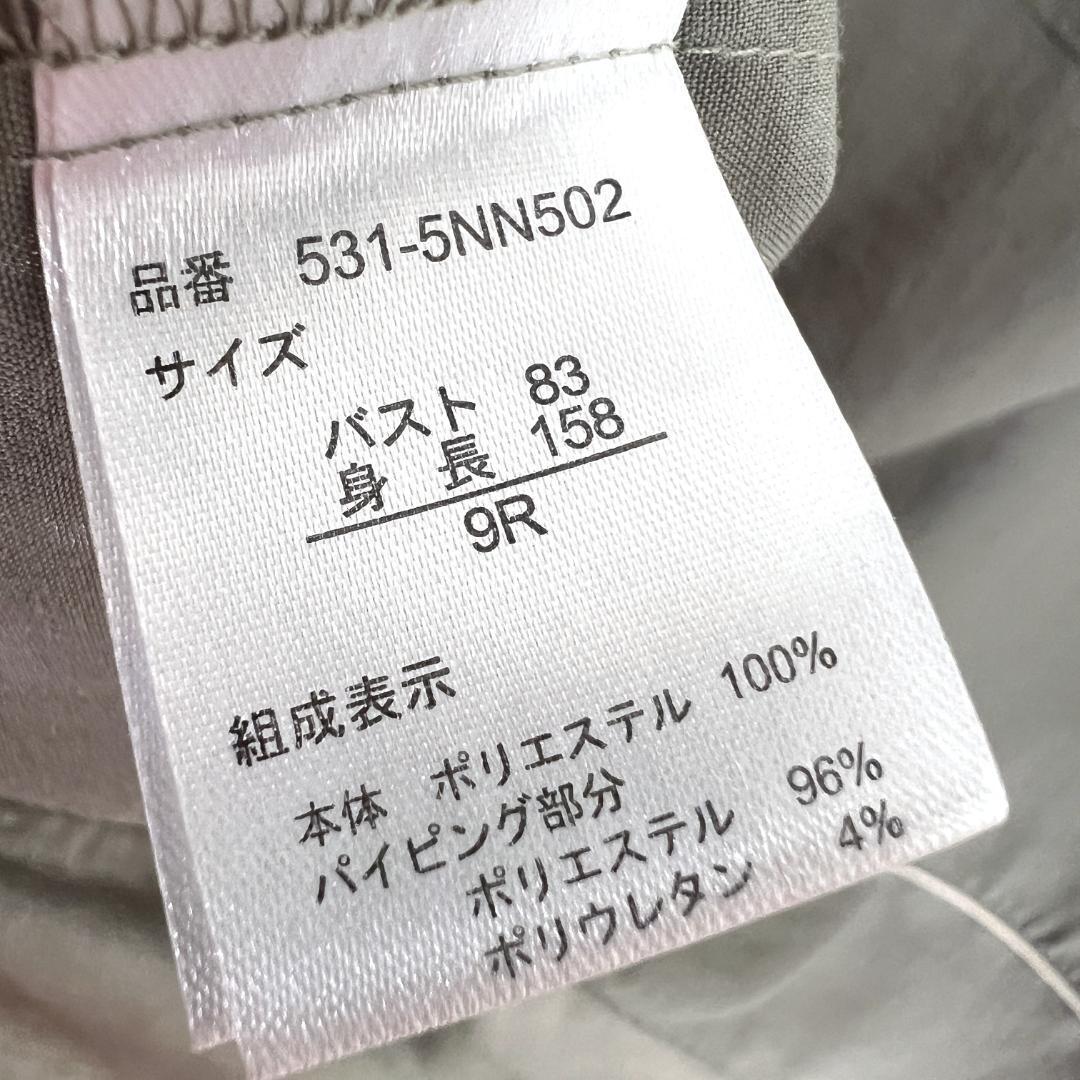 品番　531-5NN502
サイズ
バスト　83
身　長　158
9R
組成表示
本体　ポリエステル　100%
パイピング部分
ポリエステル　96%
ポリウレタン　4%